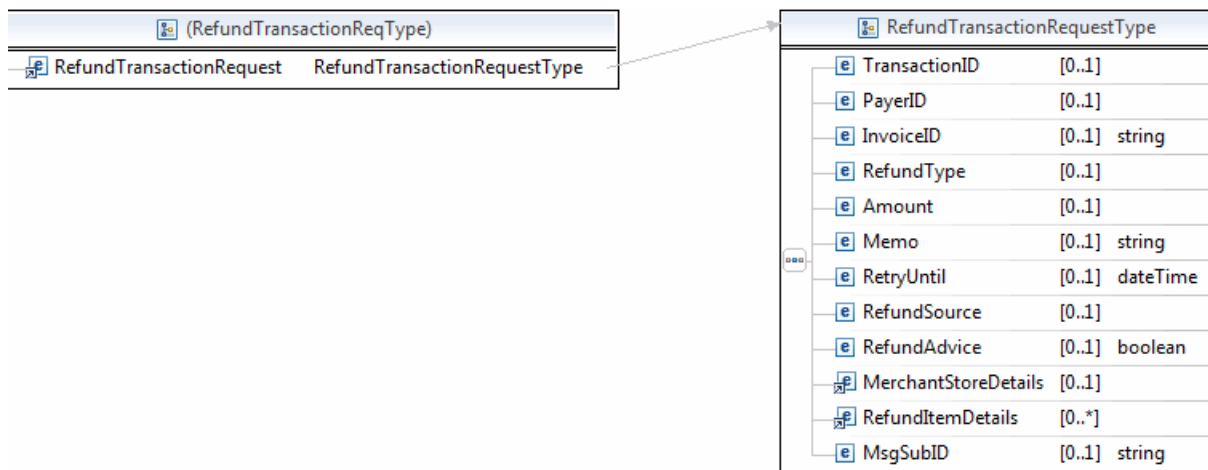 (RefundTransactionReqType)
RefundTransactionRequest RefundTransactionRequestType
RefundTransactionRequestType
e TransactionID [0..1]
e PayerID [0..1]
e InvoiceID [0..1] string
e RefundType [0..1]
e Amount [0..1]
e Memo [0..1] string
e RetryUntil [0..1] dateTime
e RefundSource [0..1]
e RefundAdvice [0..1] boolean
e MerchantStoreDetails [0..1]
e RefundItemDetails [0..*]
e MsgSubID [0..1] string